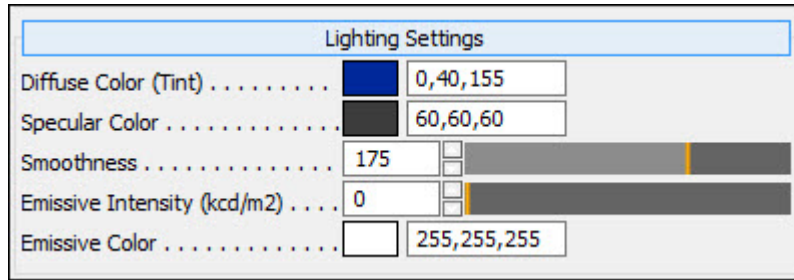 Lighting Settings
Diffuse Color (Tint) . . . . . . . . . 0,40,155
Specular Color . . . . . . . . . . . . . 60,60,60
Smoothness . . . . . . . . . . . . . . . 175
Emissive Intensity (kcd/m2) . . . . 0
Emissive Color . . . . . . . . . . . . . 255,255,255